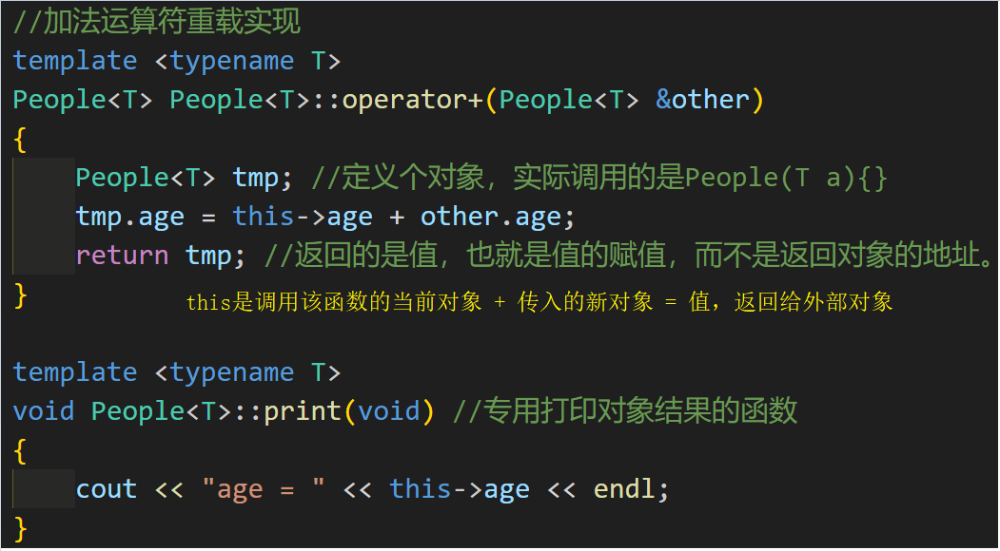 //加法运算符重载实现
template <typename T>
People<T> People<T>::operator+(People<T> &other)
{
    People<T> tmp; //定义个对象，实际调用的是People(T a){}
    tmp.age = this->age + other.age;
    return tmp; //返回的是值，也就是值的赋值，而不是返回对象的地址。
}
this是调用该函数的当前对象 + 传入的新对象 = 值，返回给外部对象
template <typename T>
void People<T>::print(void) //专用打印对象结果的函数
{
    cout << "age = " << this->age << endl;
}